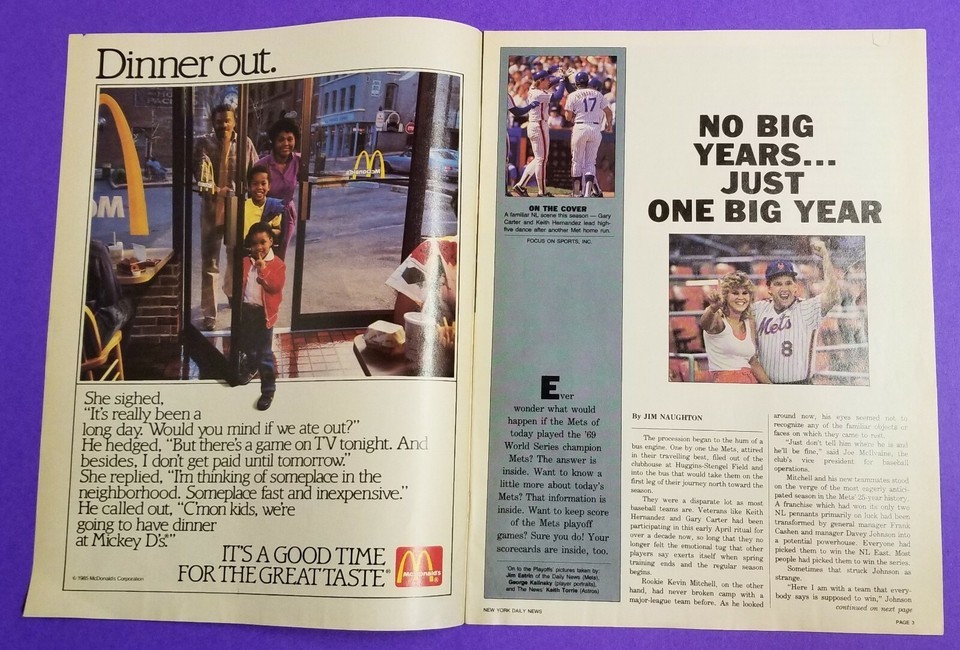 Dinner out.
She sighed,
"It's really been a
long day. Would you mind if we ate out?"
He hedged, "But there's a game on TV tonight. And
besides, I don't get paid until tomorrow."
She replied, "I'm thinking of someplace in the
neighborhood. Someplace fast and inexpensive."
He called out, "C'mon kids, we're
going to have dinner
at Mickey D's®"
IT'S A GOOD TIME
FOR THE GREAT TASTE®
McDonald's
© 1985 McDonald's Corporation
17
ON THE COVER
A familiar NL scene this season — Gary
Carter and Keith Hernandez lead high-
five dance after another Met home run.
FOCUS ON SPORTS, INC.
Ever
wonder what would
happen if the Mets of
today played the '69
World Series champion
Mets? The answer is
inside. Want to know a
little more about today's
Mets? That information is
inside. Want to keep score
of the Mets playoff
games? Sure you do! Your
scorecards are inside, too.
'On to the Playoffs' pictures taken by:
Jim Estrin of the Daily News (Mets),
George Kalinsky (player portraits),
and The News' Keith Torrie (Astros)
NEW YORK DAILY NEWS
NO BIG
YEARS...
JUST
ONE BIG YEAR
Mets
8
By JIM NAUGHTON
The procession began to the hum of a
bus engine. One by one the Mets, attired
in their travelling best, filed out of the
clubhouse at Huggins-Stengel Field and
into the bus that would take them on the
first leg of their journey north toward the
season.
They were a disparate lot as most
baseball teams are. Veterans like Keith
Hernandez and Gary Carter had been
participating in this early April ritual for
over a decade now, so long that they no
longer felt the emotional tug that other
players say exerts itself when spring
training ends and the regular season
begins.
Rookie Kevin Mitchell, on the other
hand, had never broken camp with a
major-league team before. As he looked
around now, his eyes seemed not to
recognize any of the familiar objects or
faces on which they came to rest.
"Just don't tell him where he is and
he'll be fine," said Joe McIlvaine, the
club's vice president for baseball
operations.
Mitchell and his new teammates stood
on the verge of the most eagerly antici-
pated season in the Mets' 25-year history.
A franchise which had won its only two
NL pennants primarily on luck had been
transformed by general manager Frank
Cashen and manager Davey Johnson into
a potential powerhouse. Everyone had
picked them to win the NL East. Most
people had picked them to win the series.
Sometimes that struck Johnson as
strange.
"Here I am with a team that every-
body says is supposed to win," Johnson
continued on next page
PAGE 3